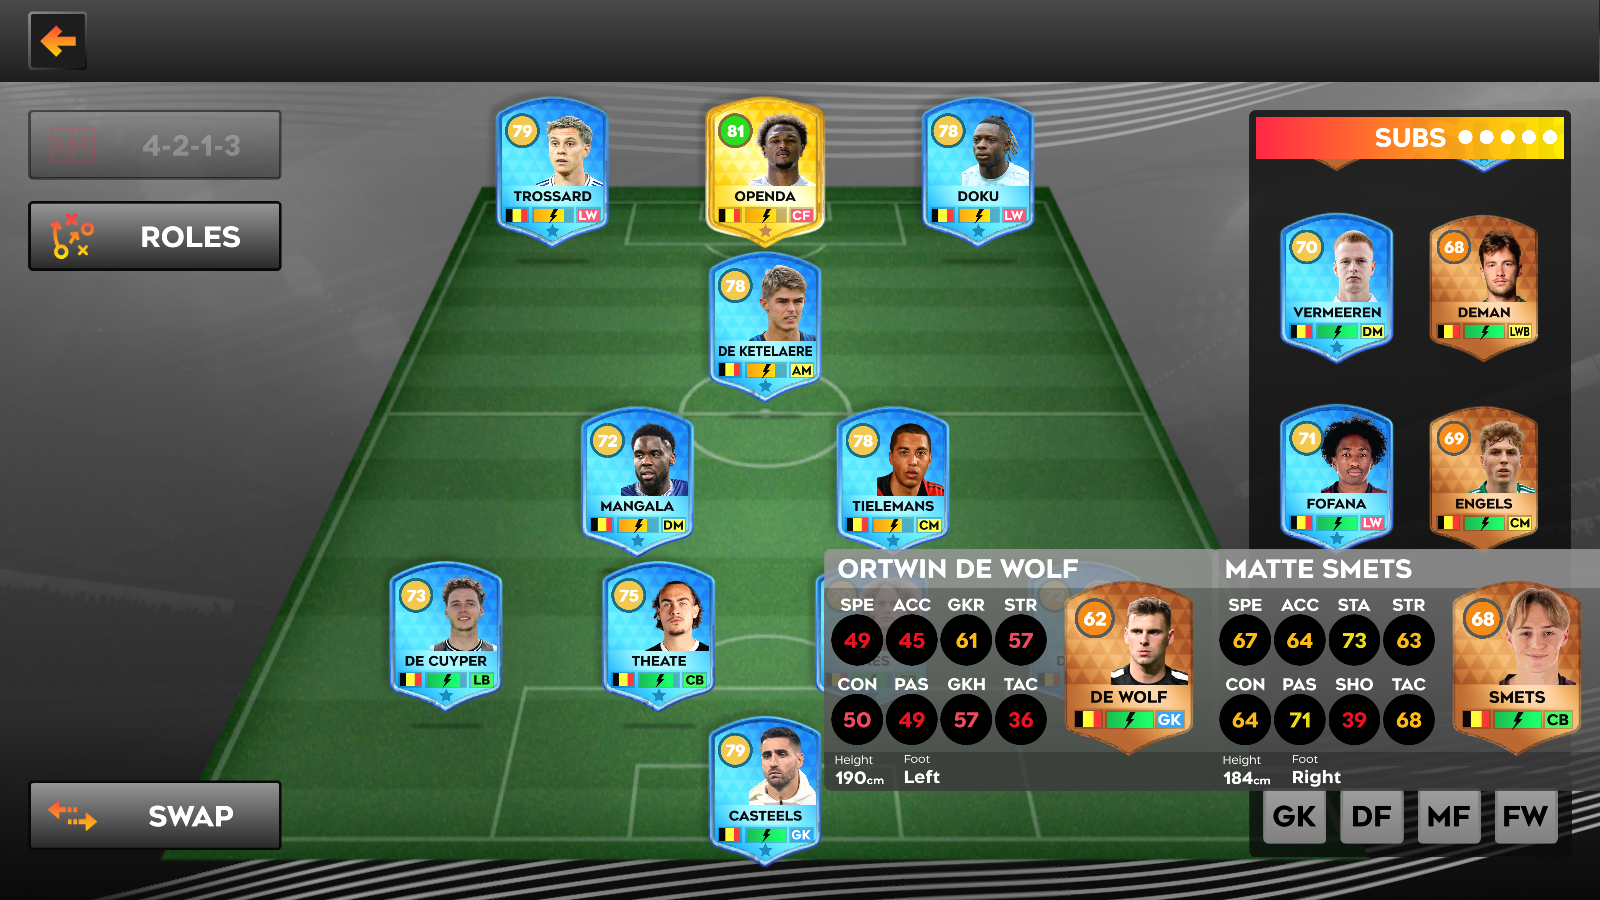 4-2-1-3
ROLES
SWAP
79
TROSSARD
LW
81
OPENDA
CF
78
DOKU
LW
78
DE KETELAERE
AM
72
MANGALA
DM
78
TIELEMANS
CM
73
DE CUYPER
LB
75
THEATE
CB
79
CASTEELS
GK
SUBS
70
VERMEEREN
DM
68
DEMAN
LWB
71
FOFANA
LW
69
ENGELS
CM
ORTWIN DE WOLF
SPE ACC GKR STR
49 45 61 57
CON PAS GKH TAC
50 49 57 36
Height Foot
190cm Left
62
DE WOLF
GK
MATTE SMETS
SPE ACC STA STR
67 64 73 63
CON PAS SHO TAC
64 71 39 68
Height Foot
184cm Right
68
SMETS
CB
GK DF MF FW